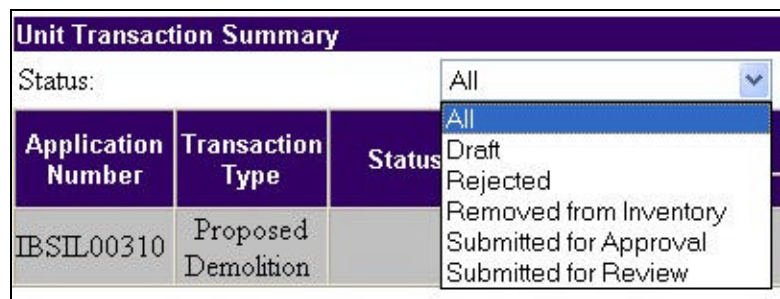 Unit Transaction Summary
Status:
All
All
Draft
Rejected
Removed from Inventory
Submitted for Approval
Submitted for Review
Application Number
Transaction Type
Status
IBSIL00310
Proposed Demolition